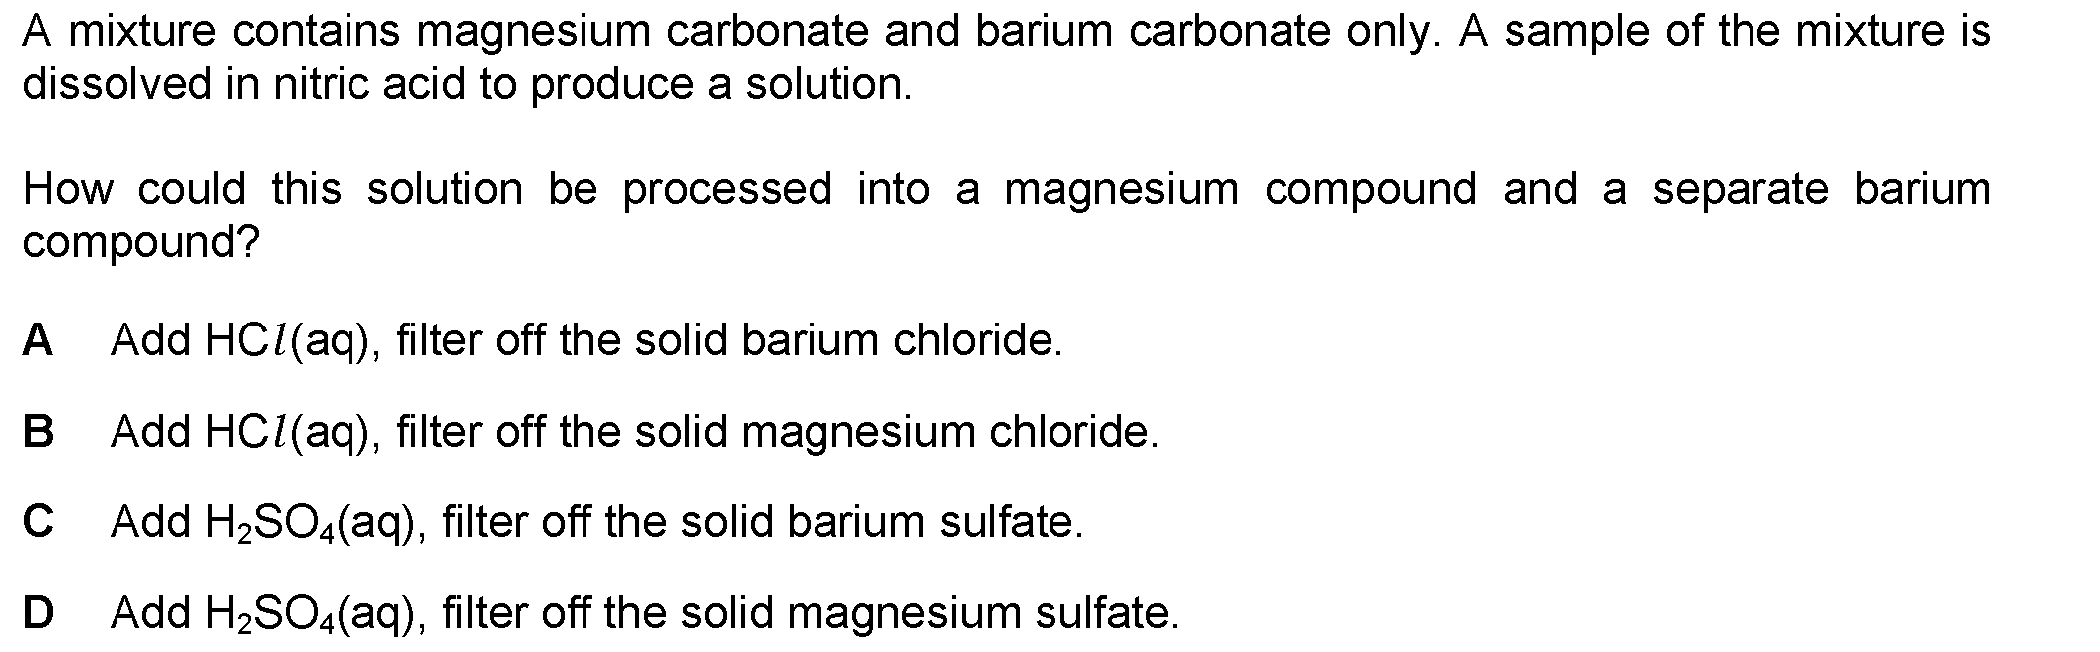 A mixture contains magnesium carbonate and barium carbonate only. A sample of the mixture is
dissolved in nitric acid to produce a solution.
How could this solution be processed into a magnesium compound and a separate barium
compound?
A Add HCl(aq), filter off the solid barium chloride.
B Add HCl(aq), filter off the solid magnesium chloride.
C Add H₂SO₄(aq), filter off the solid barium sulfate.
D Add H₂SO₄(aq), filter off the solid magnesium sulfate.